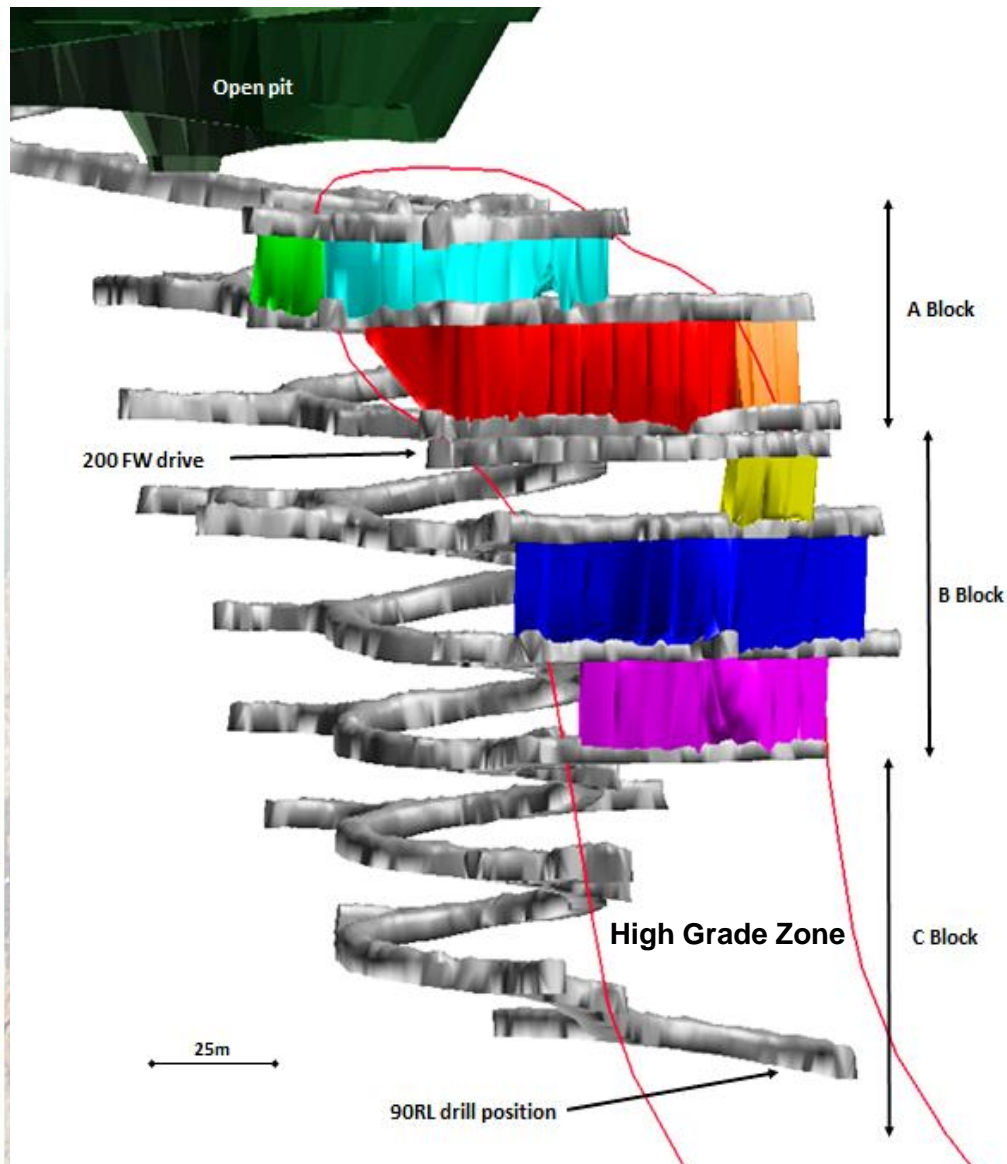 Open pit
A Block
200 FW drive
B Block
High Grade Zone
C Block
25m
90RL drill position